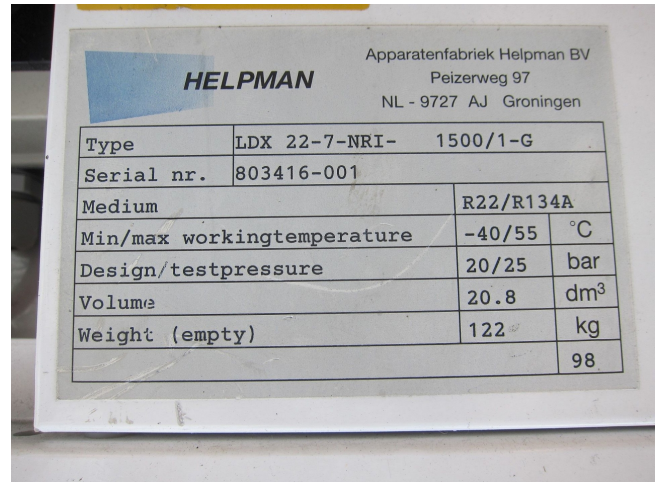 HELPMAN
Apparatenfabriek Helpman BV
Peizerweg 97
NL - 9727 AJ Groningen
Type LDX 22-7-NRI- 1500/1-G
Serial nr. 803416-001
Medium R22/R134A
Min/max workingtemperature -40/55 °C
Design/testpressure 20/25 bar
Volume 20.8 dm³
Weight (empty) 122 kg
98